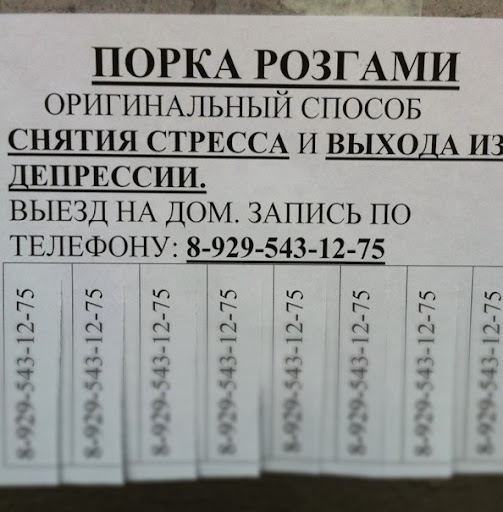 ПОРКА РОЗГАМИ
ОРИГИНАЛЬНЫЙ СПОСОБ
СНЯТИЯ СТРЕССА И ВЫХОДА ИЗ
ДЕПРЕССИИ.
ВЫЕЗД НА ДОМ. ЗАПИСЬ ПО
ТЕЛЕФОНУ: 8-929-543-12-75
8-929-543-12-75
8-929-543-12-75
8-929-543-12-75
8-929-543-12-75
8-929-543-12-75
8-929-543-12-75
8-929-543-12-75
8-929-543-12-75